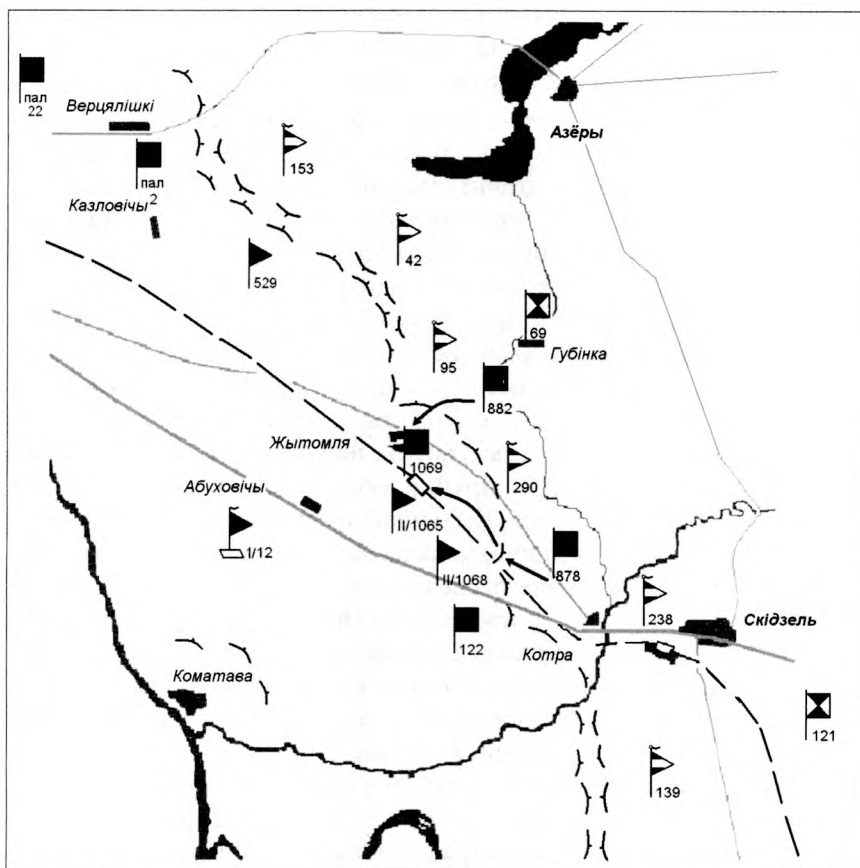 пал
22
Верцялішкі
пал
2
Казловічы
153
Азёры
529
42
69
Губінка
95
882
Жытомля
1069
290
Абуховічы
II/1065
I/12
II/1068
878
238
Скідзель
122
Котра
Коматава
121
139